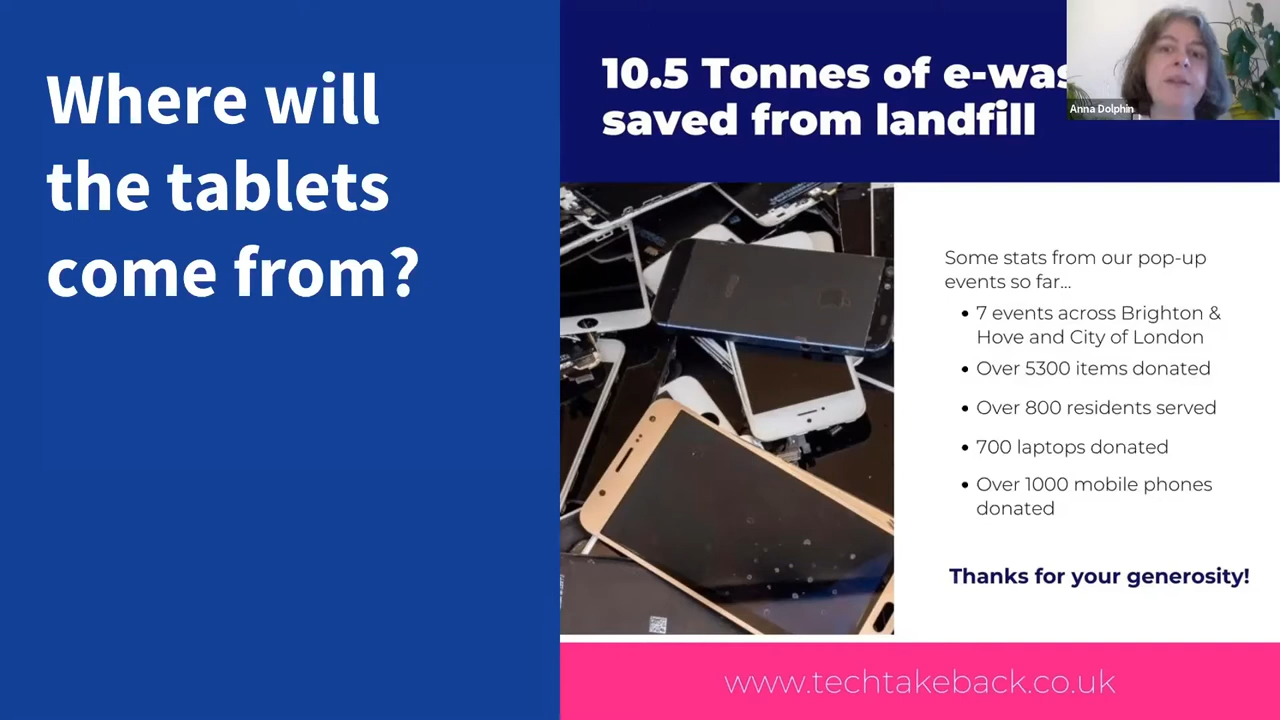 Where will
the tablets
come from?
10.5 Tonnes of
saved from landfill
Anna Dolphin
Some stats from our pop-up
events so far...
• 7 events across Brighton &
Hove and City of London
• Over 5300 items donated
• Over 800 residents served
• 700 laptops donated
• Over 1000 mobile phones
donated
Thanks for your generosity!
www.techtakeback.co.uk